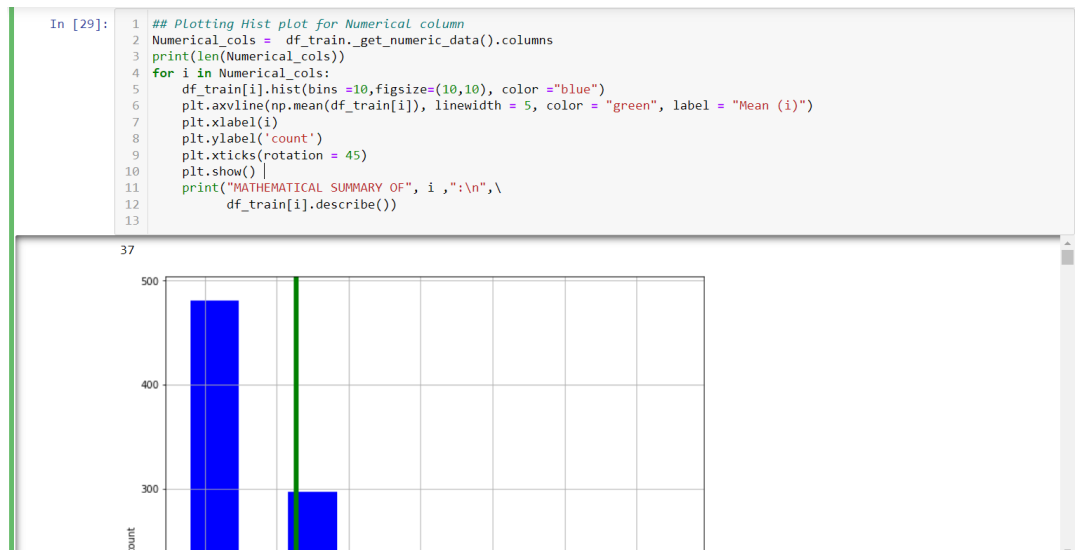 In [29]:
1 ## Plotting Hist plot for Numerical column
2 Numerical_cols =  df_train._get_numeric_data().columns
3 print(len(Numerical_cols))
4 for i in Numerical_cols:
5     df_train[i].hist(bins =10,figsize=(10,10), color ="blue")
6     plt.axvline(np.mean(df_train[i]), linewidth = 5, color = "green", label = "Mean (i)")
7     plt.xlabel(i)
8     plt.ylabel('count')
9     plt.xticks(rotation = 45)
10     plt.show()
11     print("MATHEMATICAL SUMMARY OF", i ,":\n",\
12           df_train[i].describe())
13
37
500
400
300